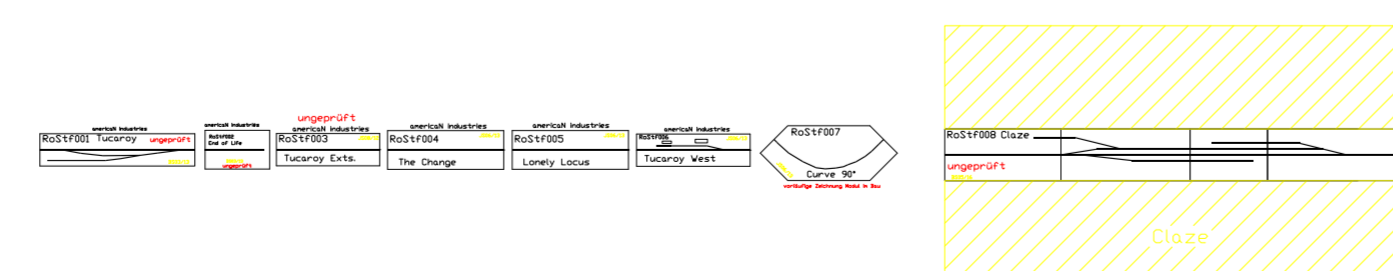 americaN Industries
RoStf001 Tucaroy ungeprüft
americaN Industries
RoStf002
End of Life
ungeprüft
ungeprüft
americaN Industries
RoStf003
Tucaroy Exts.
americaN Industries
RoStf004
The Change
americaN Industries
RoStf005
Lonely Locus
americaN Industries
RoStf006
Tucaroy West
RoStf007
Curve 90°
vorläufige Zeichnung Modul in Bau
RoStf008 Claze
ungeprüft
Claze